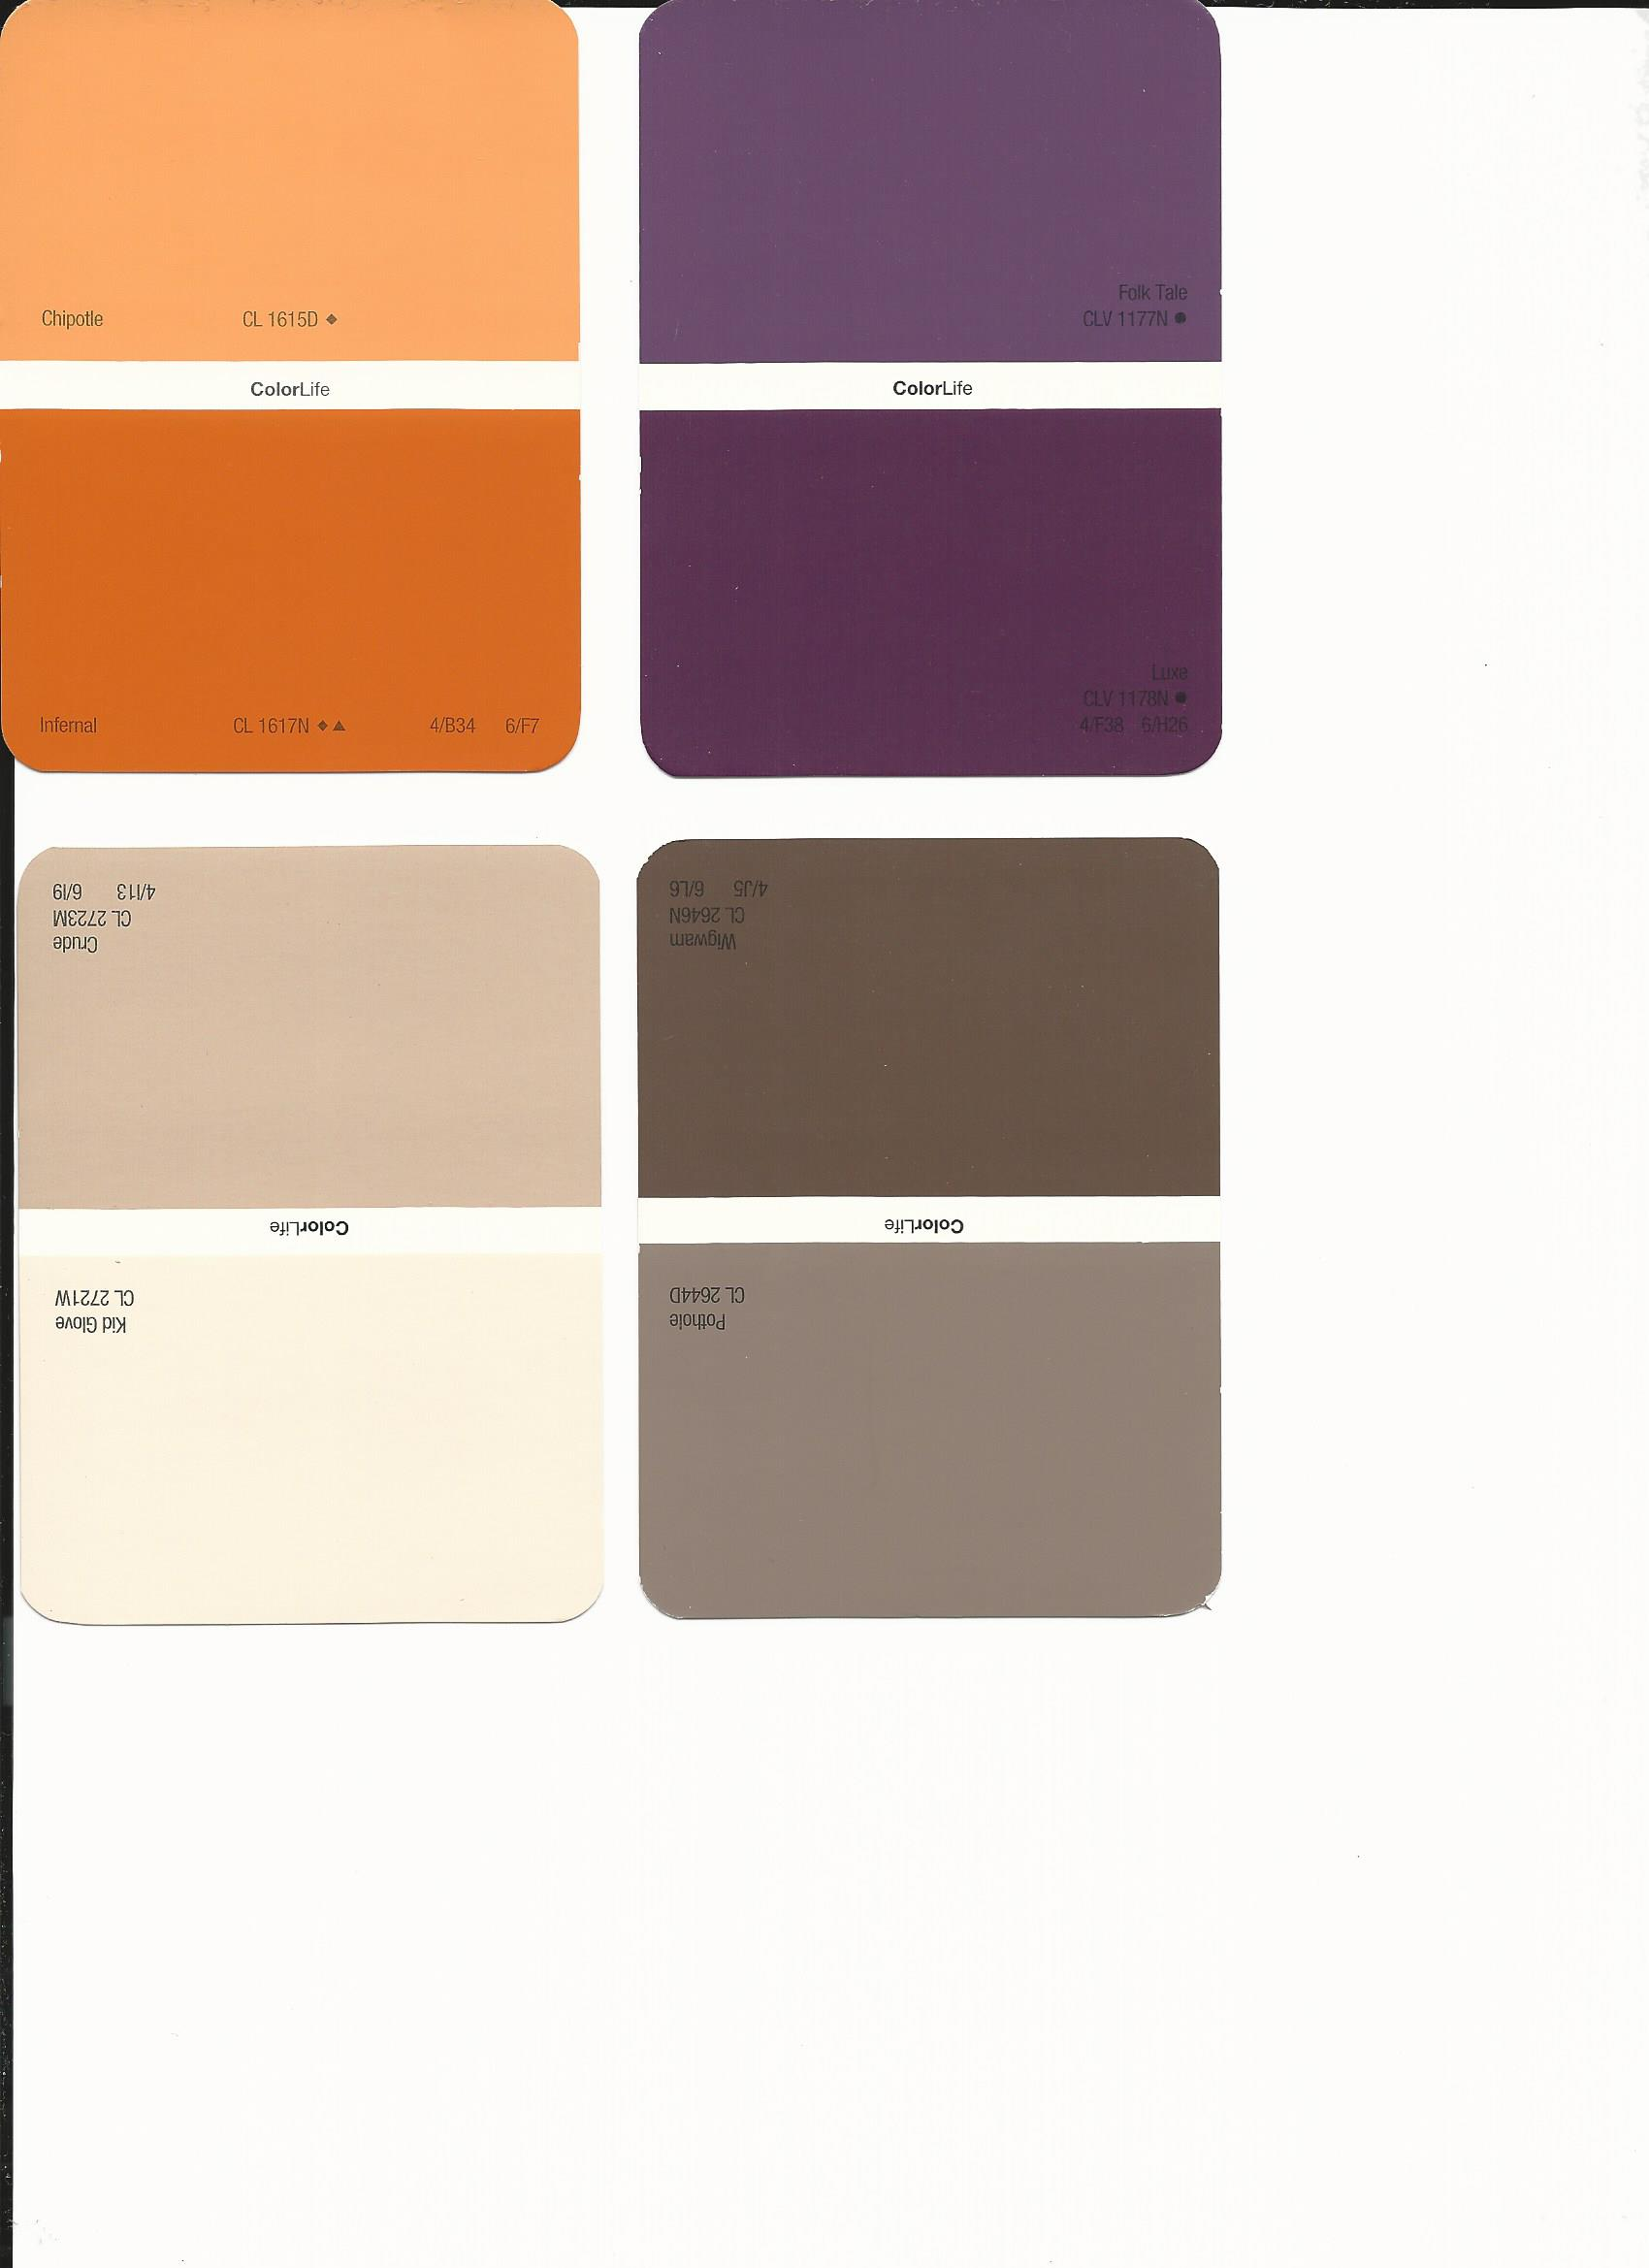 Chipotle CL 1615D ◆
ColorLife
Infernal CL 1617N ◆▲ 4/B34 6/F7
Folk Tale
CLV 1177N ●
ColorLife
Luxe
CLV 1178N ●
4/F38 6/H26
Kid Glove
CL 2721W
ColorLife
Crude
CL 2723M
4/I13 6/I9
Pothole
CL 2644D
ColorLife
Wigwam
CL 2646N
4/J5 6/L6